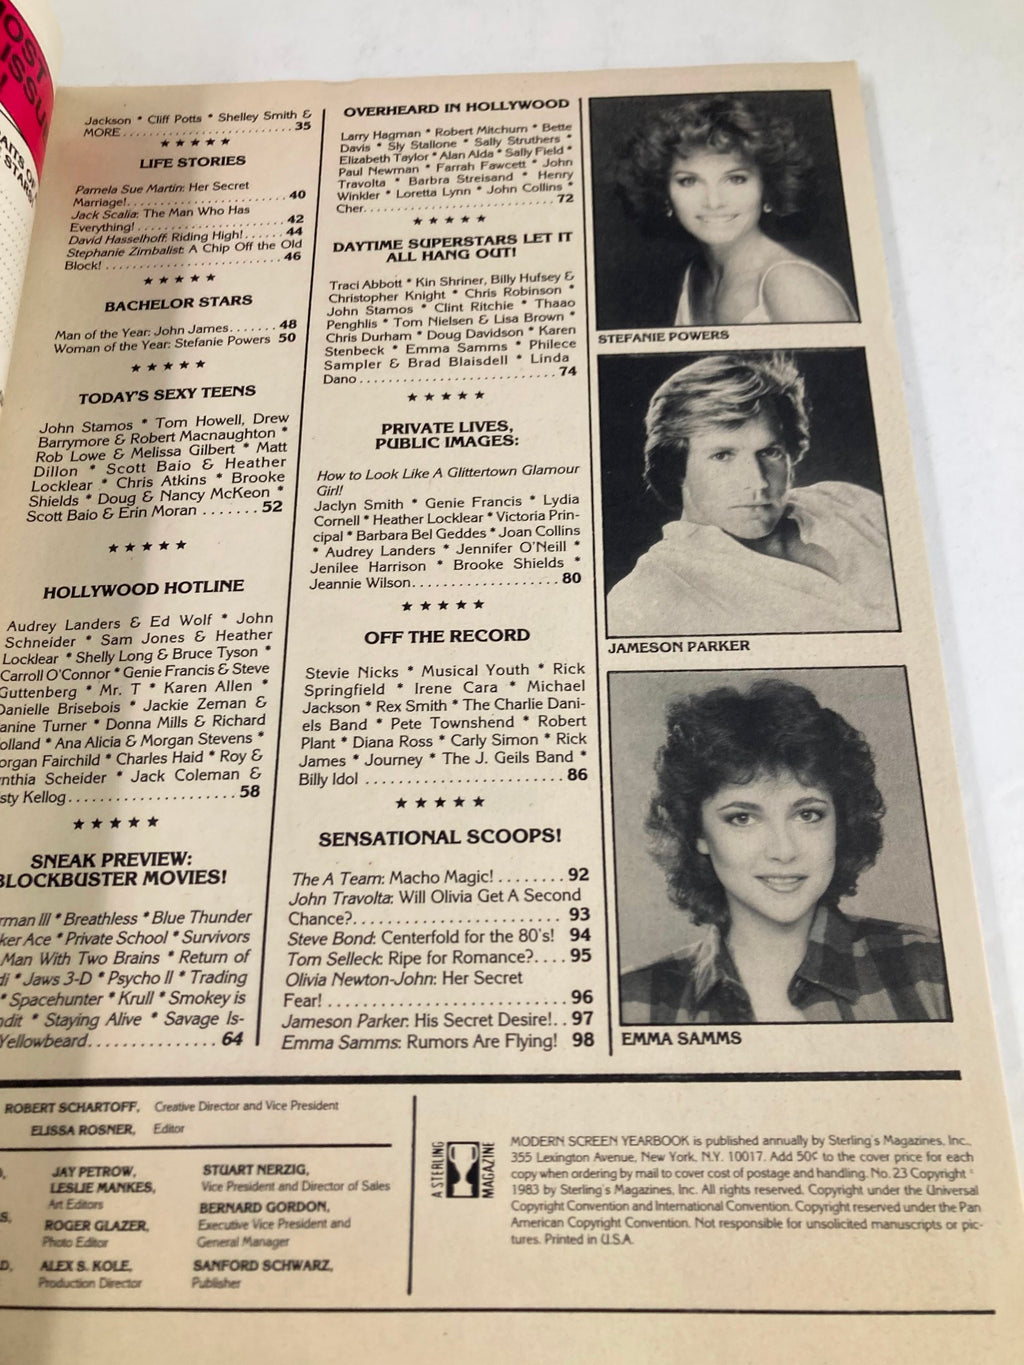 Jackson * Cliff Potts * Shelley Smith &
MORE..........................35
★ ★ ★ ★ ★
LIFE STORIES
Pamela Sue Martin: Her Secret
Marriage!..........................40
Jack Scalia: The Man Who Has
Everything!..........................42
David Hasselhoff: Riding High!.......44
Stephanie Zimbalist: A Chip Off the Old
Block!..........................46
★ ★ ★ ★ ★
BACHELOR STARS
Man of the Year: John James.......48
Woman of the Year: Stefanie Powers 50
★ ★ ★ ★ ★
TODAY'S SEXY TEENS
John Stamos * Tom Howell, Drew
Barrymore & Robert Macnaughton *
Rob Lowe & Melissa Gilbert * Matt
Dillon * Scott Baio & Heather
Locklear * Chris Atkins * Brooke
Shields * Doug & Nancy McKeon *
Scott Baio & Erin Moran.......52
★ ★ ★ ★ ★
HOLLYWOOD HOTLINE
Audrey Landers & Ed Wolf * John
Schneider * Sam Jones & Heather
Locklear * Shelly Long & Bruce Tyson *
Carroll O'Connor * Genie Francis & Steve
Guttenberg * Mr. T * Karen Allen *
Danielle Brisebois * Jackie Zeman &
anine Turner * Donna Mills & Richard
olland * Ana Alicia & Morgan Stevens *
organ Fairchild * Charles Haid * Roy &
nthia Scheider * Jack Coleman &
sty Kellog....................58
★ ★ ★ ★ ★
SNEAK PREVIEW:
BLOCKBUSTER MOVIES!
rman III * Breathless * Blue Thunder
ker Ace * Private School * Survivors
Man With Two Brains * Return of
di * Jaws 3-D * Psycho II * Trading
* Spacehunter * Krull * Smokey is
ndit * Staying Alive * Savage Is-
Yellowbeard...............64
OVERHEARD IN HOLLYWOOD
Larry Hagman * Robert Mitchum * Bette
Davis * Sly Stallone * Sally Struthers *
Elizabeth Taylor * Alan Alda * Sally Field *
Paul Newman * Farrah Fawcett * John
Travolta * Barbra Streisand * Henry
Winkler * Loretta Lynn * John Collins *
Cher..........................72
★ ★ ★ ★ ★
DAYTIME SUPERSTARS LET IT
ALL HANG OUT!
Traci Abbott * Kin Shriner, Billy Hufsey &
Christopher Knight * Chris Robinson *
John Stamos * Clint Ritchie * Thaao
Penghlis * Tom Nielsen & Lisa Brown *
Chris Durham * Doug Davidson * Karen
Stenbeck * Emma Samms * Philece
Sampler & Brad Blaisdell * Linda
Dano..........................74
★ ★ ★ ★ ★
PRIVATE LIVES,
PUBLIC IMAGES:
How to Look Like A Glittertown Glamour
Girl!
Jaclyn Smith * Genie Francis * Lydia
Cornell * Heather Locklear * Victoria Prin-
cipal * Barbara Bel Geddes * Joan Collins
* Audrey Landers * Jennifer O'Neill *
Jenilee Harrison * Brooke Shields *
Jeannie Wilson....................80
★ ★ ★ ★ ★
OFF THE RECORD
Stevie Nicks * Musical Youth * Rick
Springfield * Irene Cara * Michael
Jackson * Rex Smith * The Charlie Dani-
els Band * Pete Townshend * Robert
Plant * Diana Ross * Carly Simon * Rick
James * Journey * The J. Geils Band *
Billy Idol..........................86
★ ★ ★ ★ ★
SENSATIONAL SCOOPS!
The A Team: Macho Magic!........92
John Travolta: Will Olivia Get A Second
Chance?..........................93
Steve Bond: Centerfold for the 80's! 94
Tom Selleck: Ripe for Romance?....95
Olivia Newton-John: Her Secret
Fear!..........................96
Jameson Parker: His Secret Desire!..97
Emma Samms: Rumors Are Flying! 98
STEFANIE POWERS
JAMESON PARKER
EMMA SAMMS
ROBERT SCHARTOFF, Creative Director and Vice President
ELISSA ROSNER, Editor
JAY PETROW,
LESLIE MANKES,
Art Editors
ROGER GLAZER,
Photo Editor
ALEX S. KOLE,
Production Director
STUART NERZIG,
Vice President and Director of Sales
BERNARD GORDON,
Executive Vice President and
General Manager
SANFORD SCHWARZ,
Publisher
A STERLING
MAGAZINE
MODERN SCREEN YEARBOOK is published annually by Sterling's Magazines, Inc.,
355 Lexington Avenue, New York, N.Y. 10017. Add 50¢ to the cover price for each
copy when ordering by mail to cover cost of postage and handling. No. 23 Copyright ©
1983 by Sterling's Magazines, Inc. All rights reserved. Copyright under the Universal
Copyright Convention and International Convention. Copyright reserved under the Pan
American Copyright Convention. Not responsible for unsolicited manuscripts or pic-
tures. Printed in U.S.A.